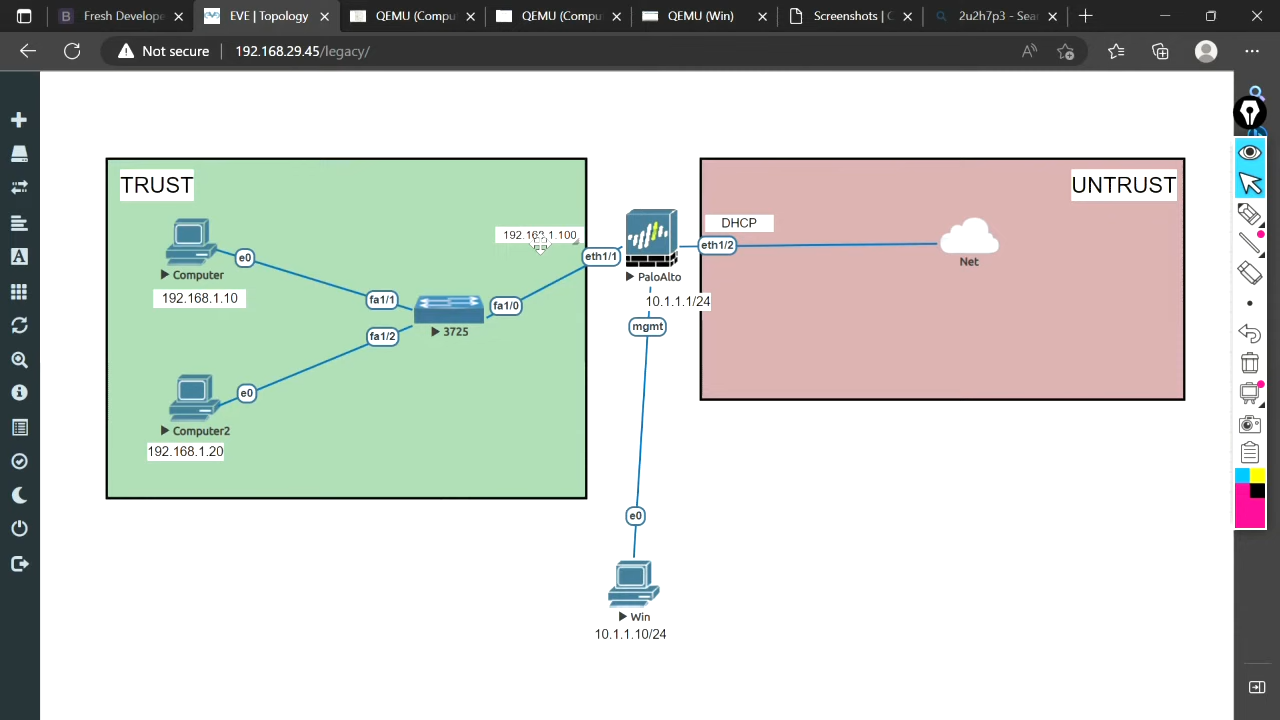 Fresh Develope
EVE | Topology
QEMU (Compu
QEMU (Compu
QEMU (Win)
Screenshots | C
2u2h7p3 - Sea
Not secure
192.168.29.45/legacy/
TRUST
UNTRUST
192.168.1.100
DHCP
eth1/1
eth1/2
e0
Computer
PaloAlto
Net
192.168.1.10
fa1/1
fa1/0
10.1.1.1/24
fa1/2
3725
mgmt
e0
Computer2
192.168.1.20
e0
Win
10.1.1.10/24